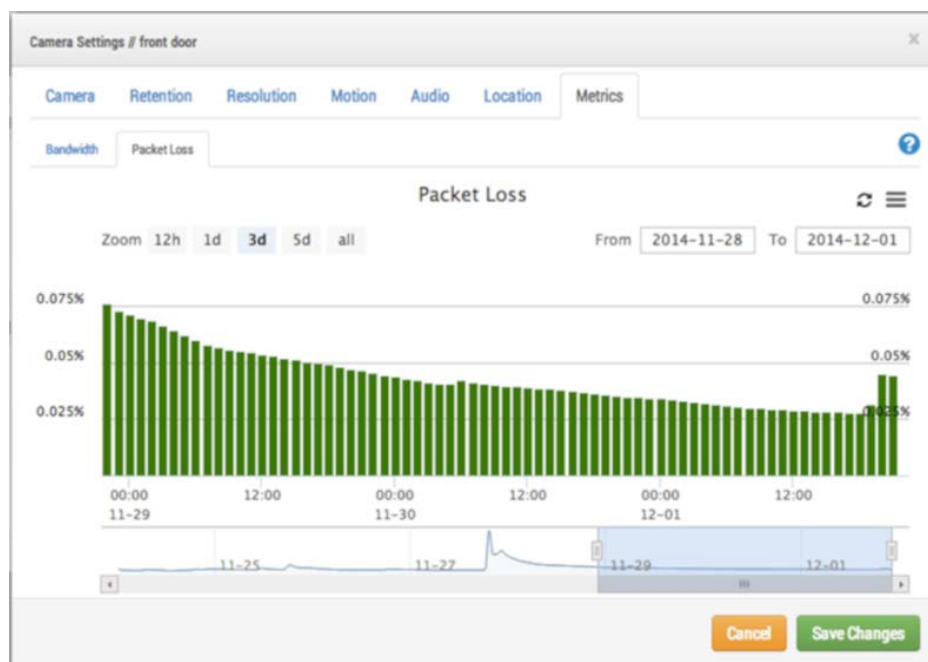 Camera Settings // front door ×
Camera Retention Resolution Motion Audio Location Metrics
Bandwidth Packet Loss ?
Packet Loss
Zoom 12h 1d 3d 5d all From 2014-11-28 To 2014-12-01
0.075% 0.075%
0.05% 0.05%
0.025% 0.025%
00:00 12:00 00:00 12:00 00:00 12:00
11-29 11-30 12-01
11-25 11-27 11-29 12-01
Cancel Save Changes